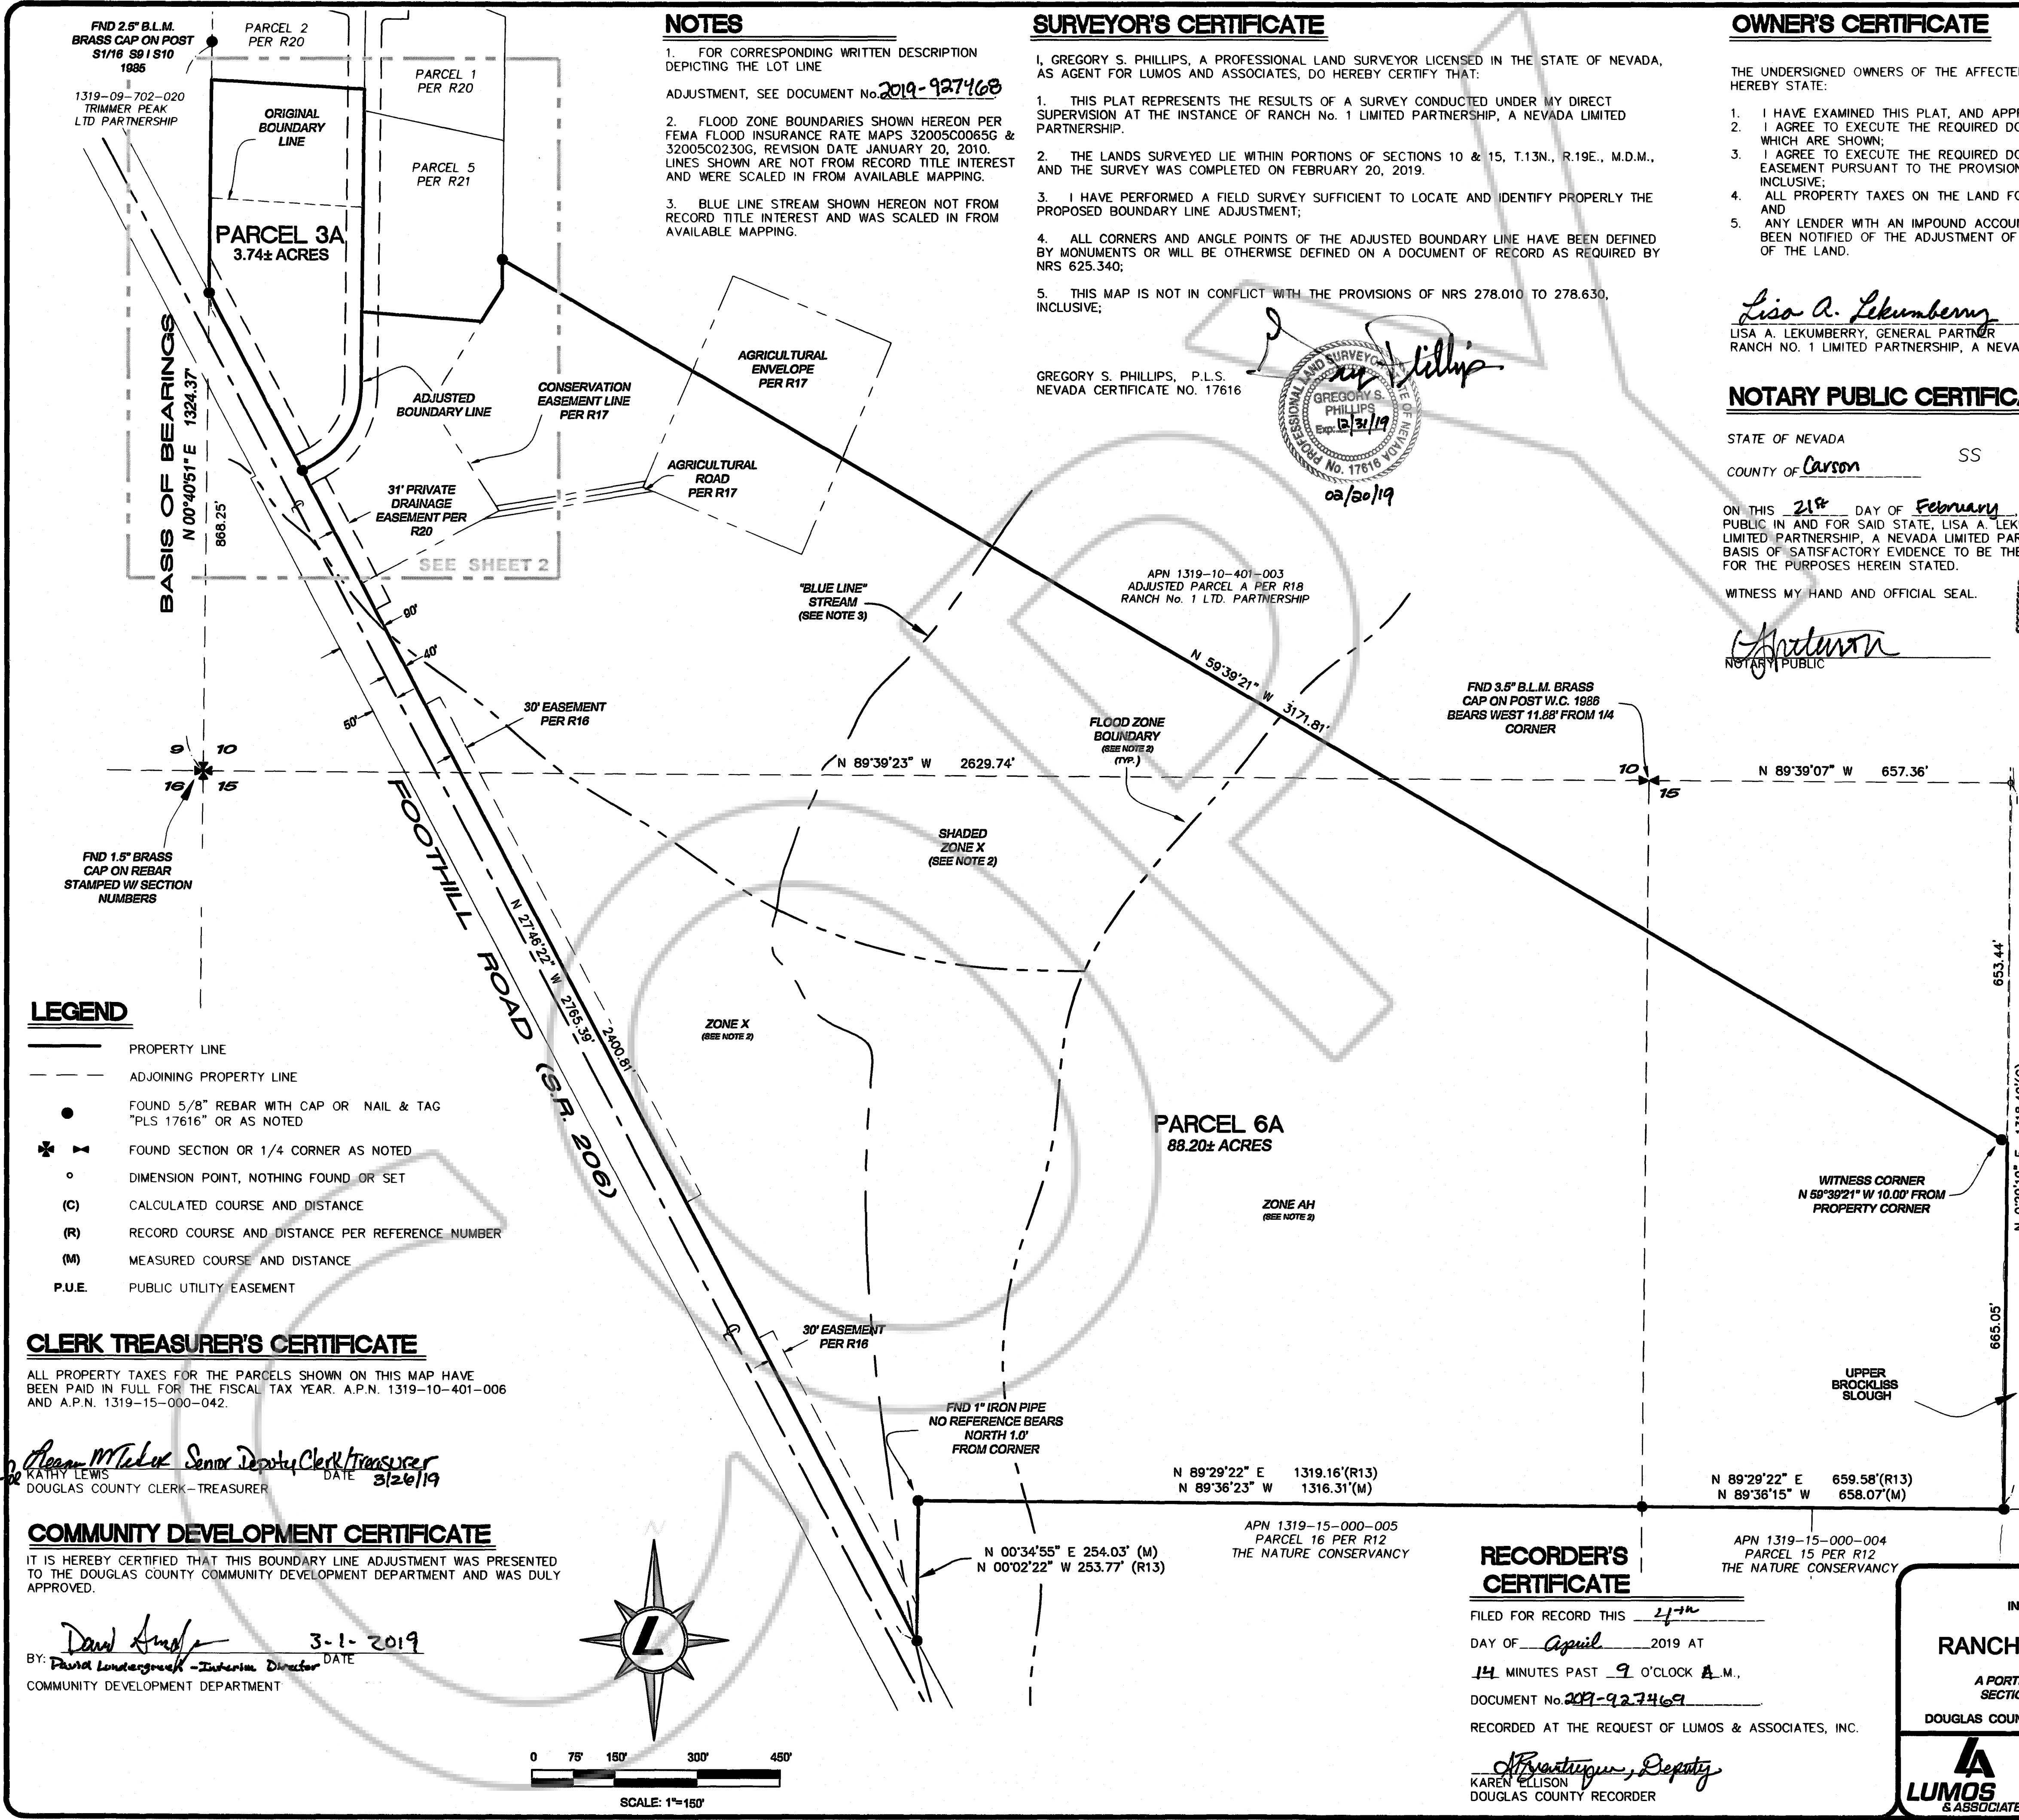 FND 2.5" B.L.M.
BRASS CAP ON POST
S1/16 S9 I S10
1985
1319-09-702-020
TRIMMER PEAK
LTD PARTNERSHIP
PARCEL 2
PER R20
ORIGINAL
BOUNDARY
LINE
PARCEL 1
PER R20
PARCEL 5
PER R21
PARCEL 3A
3.74± ACRES
BASIS OF BEARINGS
N 00°40'51" E 1324.37'
868.25'
ADJUSTED
BOUNDARY LINE
CONSERVATION
EASEMENT LINE
PER R17
31' PRIVATE
DRAINAGE
EASEMENT PER
R20
SEE SHEET 2
AGRICULTURAL
ENVELOPE
PER R17
AGRICULTURAL
ROAD
PER R17
NOTES
1. FOR CORRESPONDING WRITTEN DESCRIPTION
DEPICTING THE LOT LINE
ADJUSTMENT, SEE DOCUMENT No. 2019-927468
2. FLOOD ZONE BOUNDARIES SHOWN HEREON PER
FEMA FLOOD INSURANCE RATE MAPS 32005C0065G &
32005C0230G, REVISION DATE JANUARY 20, 2010.
LINES SHOWN ARE NOT FROM RECORD TITLE INTEREST
AND WERE SCALED IN FROM AVAILABLE MAPPING.
3. BLUE LINE STREAM SHOWN HEREON NOT FROM
RECORD TITLE INTEREST AND WAS SCALED IN FROM
AVAILABLE MAPPING.
SURVEYOR'S CERTIFICATE
I, GREGORY S. PHILLIPS, A PROFESSIONAL LAND SURVEYOR LICENSED IN THE STATE OF NEVADA,
AS AGENT FOR LUMOS AND ASSOCIATES, DO HEREBY CERTIFY THAT:
1. THIS PLAT REPRESENTS THE RESULTS OF A SURVEY CONDUCTED UNDER MY DIRECT
SUPERVISION AT THE INSTANCE OF RANCH No. 1 LIMITED PARTNERSHIP, A NEVADA LIMITED
PARTNERSHIP.
2. THE LANDS SURVEYED LIE WITHIN PORTIONS OF SECTIONS 10 & 15, T.13N., R.19E., M.D.M.,
AND THE SURVEY WAS COMPLETED ON FEBRUARY 20, 2019.
3. I HAVE PERFORMED A FIELD SURVEY SUFFICIENT TO LOCATE AND IDENTIFY PROPERLY THE
PROPOSED BOUNDARY LINE ADJUSTMENT;
4. ALL CORNERS AND ANGLE POINTS OF THE ADJUSTED BOUNDARY LINE HAVE BEEN DEFINED
BY MONUMENTS OR WILL BE OTHERWISE DEFINED ON A DOCUMENT OF RECORD AS REQUIRED BY
NRS 625.340;
5. THIS MAP IS NOT IN CONFLICT WITH THE PROVISIONS OF NRS 278.010 TO 278.630,
INCLUSIVE;
GREGORY S. PHILLIPS, P.L.S.
NEVADA CERTIFICATE NO. 17616
PROFESSIONAL LAND SURVEYOR STATE OF NEVADA
GREGORY S.
PHILLIPS
Exp: 12/31/19
No. 17616
02/20/19
OWNER'S CERTIFICATE
THE UNDERSIGNED OWNERS OF THE AFFECTE
HEREBY STATE:
1. I HAVE EXAMINED THIS PLAT, AND APPR
2. I AGREE TO EXECUTE THE REQUIRED DO
WHICH ARE SHOWN;
3. I AGREE TO EXECUTE THE REQUIRED DO
EASEMENT PURSUANT TO THE PROVISION
INCLUSIVE;
4. ALL PROPERTY TAXES ON THE LAND FO
AND
5. ANY LENDER WITH AN IMPOUND ACCOU
BEEN NOTIFIED OF THE ADJUSTMENT OF
OF THE LAND.
Lisa A. Lekumberry
LISA A. LEKUMBERRY, GENERAL PARTNER
RANCH NO. 1 LIMITED PARTNERSHIP, A NEVA
NOTARY PUBLIC CERTIFICA
STATE OF NEVADA
SS
COUNTY OF Carson
ON THIS 21st DAY OF February,
PUBLIC IN AND FOR SAID STATE, LISA A. LEK
LIMITED PARTNERSHIP, A NEVADA LIMITED PAR
BASIS OF SATISFACTORY EVIDENCE TO BE THE
FOR THE PURPOSES HEREIN STATED.
WITNESS MY HAND AND OFFICIAL SEAL.
NOTARY PUBLIC
APN 1319-10-401-003
ADJUSTED PARCEL A PER R18
RANCH No. 1 LTD. PARTNERSHIP
"BLUE LINE"
STREAM
(SEE NOTE 3)
90'
40'
50'
30' EASEMENT
PER R16
N 59°39'21" W 3171.81'
FLOOD ZONE
BOUNDARY
(SEE NOTE 2)
(TYP.)
FND 3.5" B.L.M. BRASS
CAP ON POST W.C. 1986
BEARS WEST 11.88' FROM 1/4
CORNER
9 10
16 15
N 89°39'23" W 2629.74'
10
15
N 89°39'07" W 657.36'
FND 1.5" BRASS
CAP ON REBAR
STAMPED W/ SECTION
NUMBERS
SHADED
ZONE X
(SEE NOTE 2)
FOOTHILL ROAD (S.R. 206)
N 27°46'22" W 2765.39'
2400.81'
ZONE X
(SEE NOTE 2)
653.44'
PARCEL 6A
88.20± ACRES
ZONE AH
(SEE NOTE 2)
WITNESS CORNER
N 59°39'21" W 10.00' FROM
PROPERTY CORNER
665.05'
UPPER
BROCKLISS
SLOUGH
LEGEND
PROPERTY LINE
ADJOINING PROPERTY LINE
FOUND 5/8" REBAR WITH CAP OR NAIL & TAG
"PLS 17616" OR AS NOTED
FOUND SECTION OR 1/4 CORNER AS NOTED
DIMENSION POINT, NOTHING FOUND OR SET
(C) CALCULATED COURSE AND DISTANCE
(R) RECORD COURSE AND DISTANCE PER REFERENCE NUMBER
(M) MEASURED COURSE AND DISTANCE
P.U.E. PUBLIC UTILITY EASEMENT
30' EASEMENT
PER R16
FND 1" IRON PIPE
NO REFERENCE BEARS
NORTH 1.0'
FROM CORNER
N 89°29'22" E 1319.16'(R13)
N 89°36'23" W 1316.31'(M)
N 89°29'22" E 659.58'(R13)
N 89°36'15" W 658.07'(M)
N 00°34'55" E 254.03' (M)
N 00°02'22" W 253.77' (R13)
APN 1319-15-000-005
PARCEL 16 PER R12
THE NATURE CONSERVANCY
APN 1319-15-000-004
PARCEL 15 PER R12
THE NATURE CONSERVANCY
CLERK TREASURER'S CERTIFICATE
ALL PROPERTY TAXES FOR THE PARCELS SHOWN ON THIS MAP HAVE
BEEN PAID IN FULL FOR THE FISCAL TAX YEAR. A.P.N. 1319-10-401-006
AND A.P.N. 1319-15-000-042.
Senior Deputy Clerk/Treasurer
KATHY LEWIS DATE 3/26/19
DOUGLAS COUNTY CLERK-TREASURER
COMMUNITY DEVELOPMENT CERTIFICATE
IT IS HEREBY CERTIFIED THAT THIS BOUNDARY LINE ADJUSTMENT WAS PRESENTED
TO THE DOUGLAS COUNTY COMMUNITY DEVELOPMENT DEPARTMENT AND WAS DULY
APPROVED.
3-1-2019
BY: David Lundergreen - Interim Director DATE
COMMUNITY DEVELOPMENT DEPARTMENT
N
L
0 75' 150' 300' 450'
SCALE: 1"=150'
RECORDER'S
CERTIFICATE
FILED FOR RECORD THIS 4th
DAY OF April 2019 AT
14 MINUTES PAST 9 O'CLOCK A.M.,
DOCUMENT No. 2019-927469
RECORDED AT THE REQUEST OF LUMOS & ASSOCIATES, INC.
Deputy
KAREN ELLISON
DOUGLAS COUNTY RECORDER
IN
RANCH
A PORT
SECTIO
DOUGLAS COUN
LA
LUMOS
& ASSOCIATE
COPY